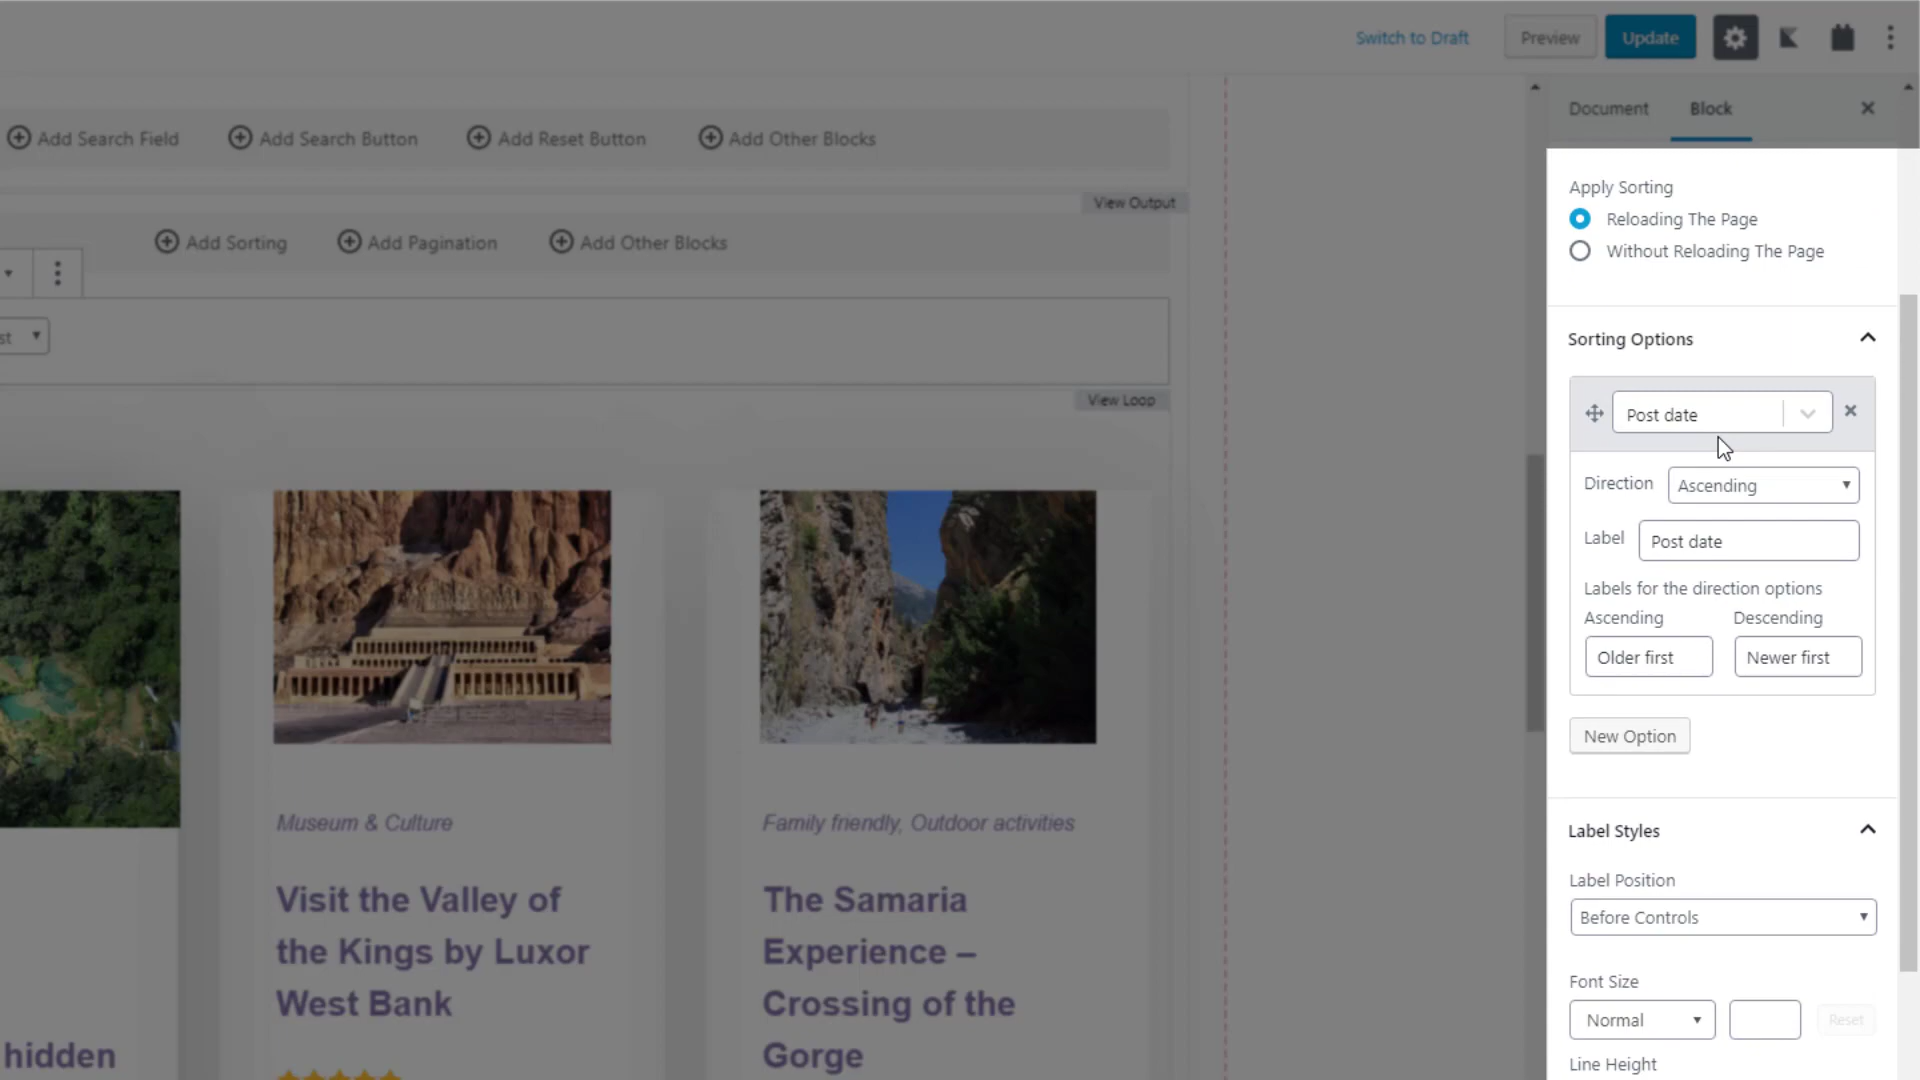 Switch to Draft
Preview
Update
Document
Block
Add Search Field
Add Search Button
Add Reset Button
Add Other Blocks
View Output
Add Sorting
Add Pagination
Add Other Blocks
st
View Loop
Museum & Culture
Visit the Valley of
the Kings by Luxor
West Bank
Family friendly, Outdoor activities
The Samaria
Experience –
Crossing of the
Gorge
hidden
Apply Sorting
Reloading The Page
Without Reloading The Page
Sorting Options
Post date
Direction
Ascending
Label
Post date
Labels for the direction options
Ascending
Descending
Older first
Newer first
New Option
Label Styles
Label Position
Before Controls
Font Size
Normal
Reset
Line Height